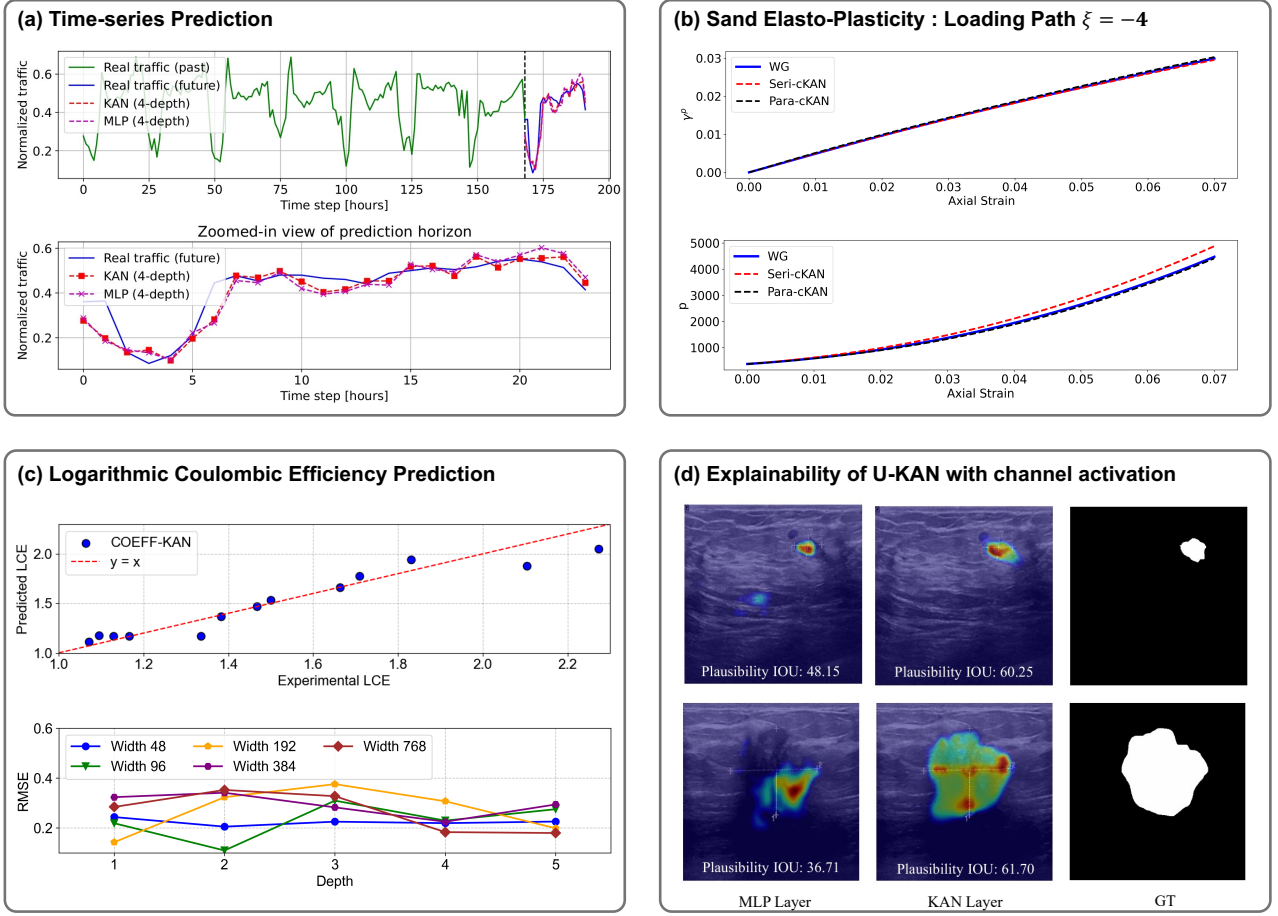 (a) Time-series Prediction
Normalized traffic
0.6
0.4
0.2
Real traffic (past)
Real traffic (future)
KAN (4-depth)
MLP (4-depth)
0 25 50 75 100 125 150 175 200
Time step [hours]
Zoomed-in view of prediction horizon
Normalized traffic
0.6
0.4
0.2
Real traffic (future)
KAN (4-depth)
MLP (4-depth)
0 5 10 15 20
Time step [hours]
(b) Sand Elasto-Plasticity : Loading Path ξ = −4
γᵖ
0.03
0.02
0.01
0.00
WG
Seri-cKAN
Para-cKAN
0.00 0.01 0.02 0.03 0.04 0.05 0.06 0.07
Axial Strain
p
5000
4000
3000
2000
1000
WG
Seri-cKAN
Para-cKAN
0.00 0.01 0.02 0.03 0.04 0.05 0.06 0.07
Axial Strain
(c) Logarithmic Coulombic Efficiency Prediction
Predicted LCE
2.0
1.5
1.0
COEFF-KAN
y = x
1.0 1.2 1.4 1.6 1.8 2.0 2.2
Experimental LCE
RMSE
0.6
0.4
0.2
Width 48 Width 192 Width 768
Width 96 Width 384
1 2 3 4 5
Depth
(d) Explainability of U-KAN with channel activation
Plausibility IOU: 48.15
Plausibility IOU: 60.25
Plausibility IOU: 36.71
Plausibility IOU: 61.70
MLP Layer KAN Layer GT